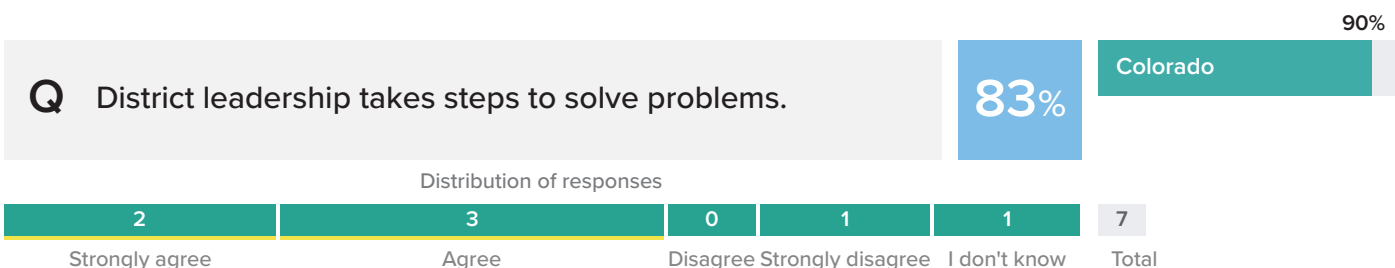 90%
Q District leadership takes steps to solve problems.
83%
Colorado
Distribution of responses
2 3 0 1 1 7
Strongly agree Agree Disagree Strongly disagree I don't know Total